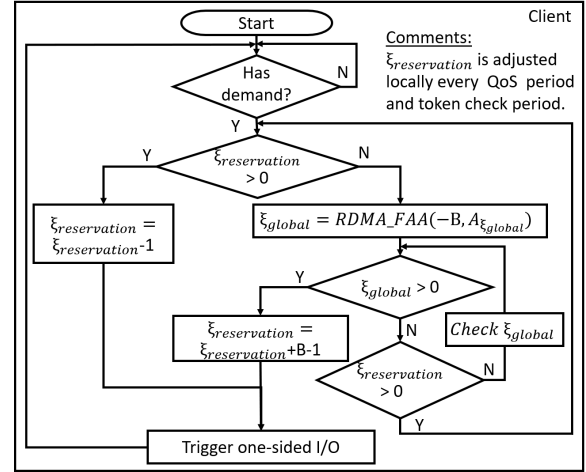 Client
Start
Comments:
ξreservation is adjusted
locally every QoS period
and token check period.
Has
demand?
N
Y
ξreservation
> 0
Y
N
ξreservation =
ξreservation-1
ξglobal = RDMA_FAA(−B, Aξglobal)
ξglobal > 0
Y
N
ξreservation =
ξreservation+B-1
Check ξglobal
ξreservation
> 0
N
Y
Trigger one-sided I/O